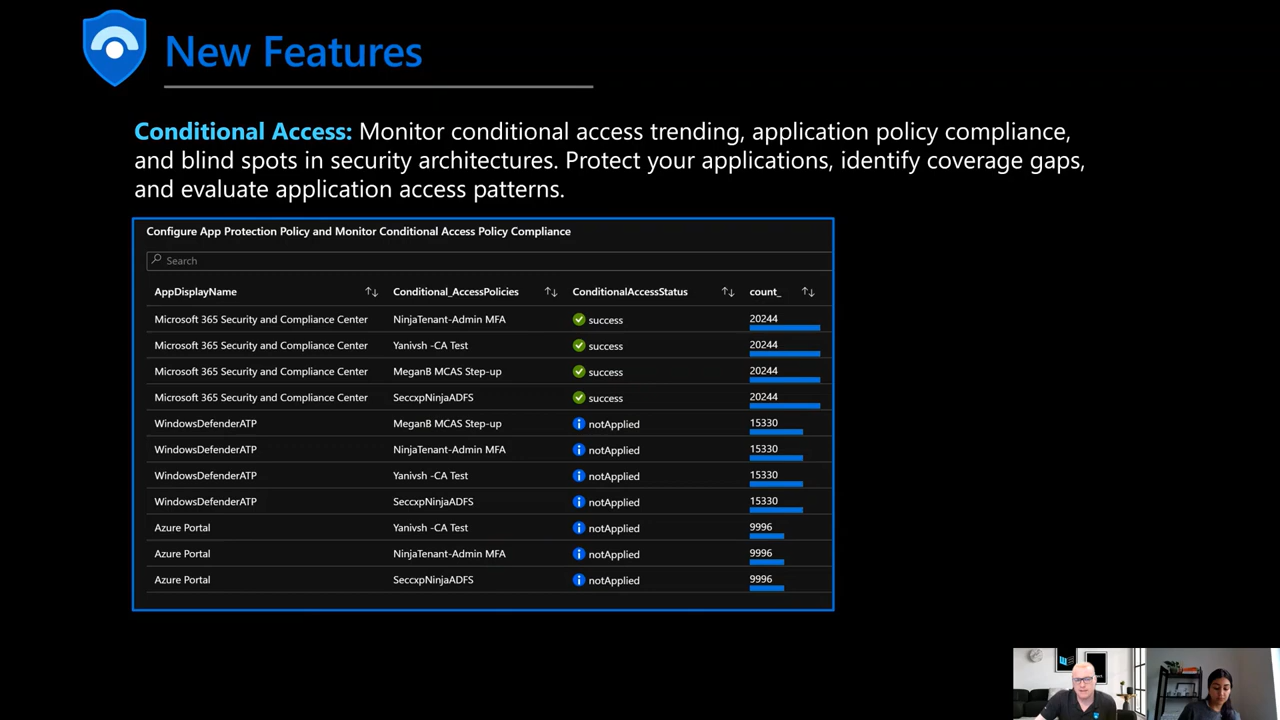 New Features
Conditional Access: Monitor conditional access trending, application policy compliance,
and blind spots in security architectures. Protect your applications, identify coverage gaps,
and evaluate application access patterns.
Configure App Protection Policy and Monitor Conditional Access Policy Compliance
Search
AppDisplayName Conditional_AccessPolicies ConditionalAccessStatus count_
Microsoft 365 Security and Compliance Center NinjaTenant-Admin MFA success 20244
Microsoft 365 Security and Compliance Center Yanivsh -CA Test success 20244
Microsoft 365 Security and Compliance Center MeganB MCAS Step-up success 20244
Microsoft 365 Security and Compliance Center SeccxpNinjaADFS success 20244
WindowsDefenderATP MeganB MCAS Step-up notApplied 15330
WindowsDefenderATP NinjaTenant-Admin MFA notApplied 15330
WindowsDefenderATP Yanivsh -CA Test notApplied 15330
WindowsDefenderATP SeccxpNinjaADFS notApplied 15330
Azure Portal Yanivsh -CA Test notApplied 9996
Azure Portal NinjaTenant-Admin MFA notApplied 9996
Azure Portal SeccxpNinjaADFS notApplied 9996